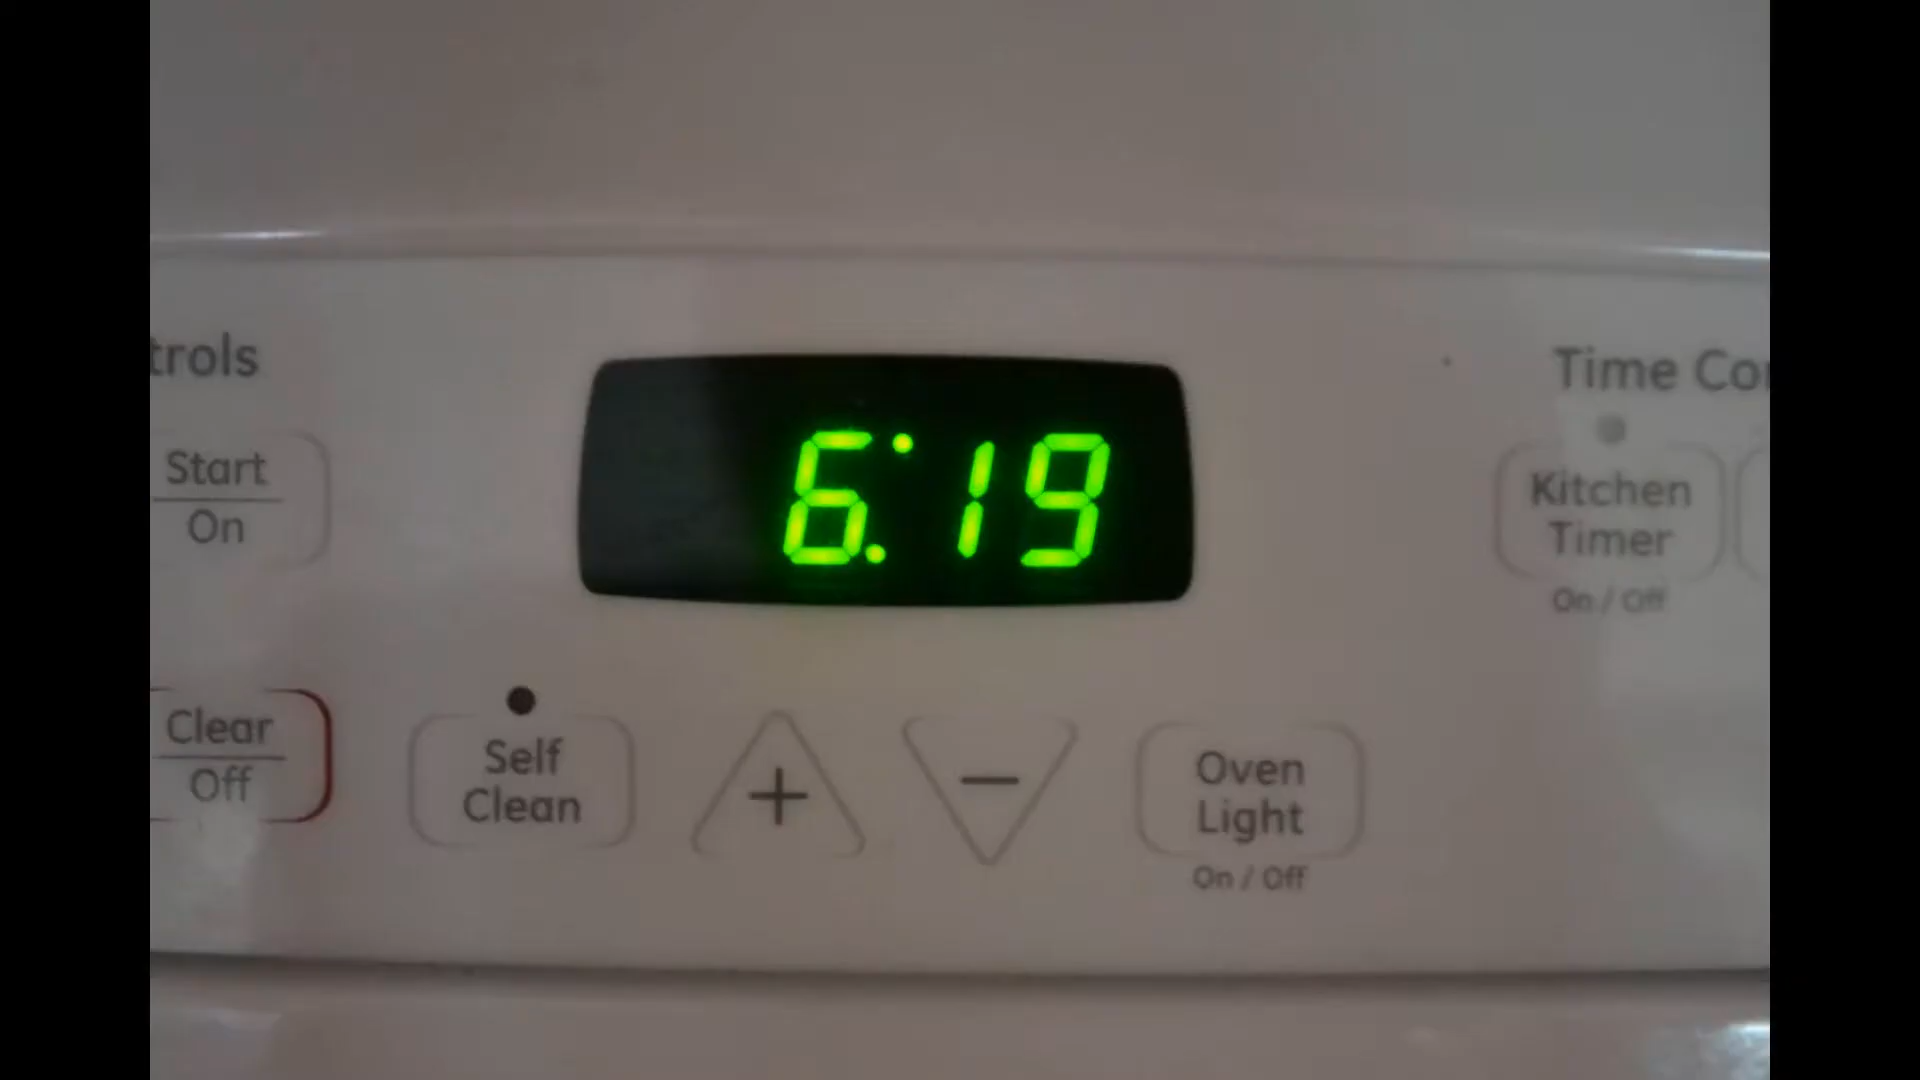 trols
Time Co
Start
On
6:19
Kitchen
Timer
On / Off
Clear
Off
Self
Clean
+
−
Oven
Light
On / Off